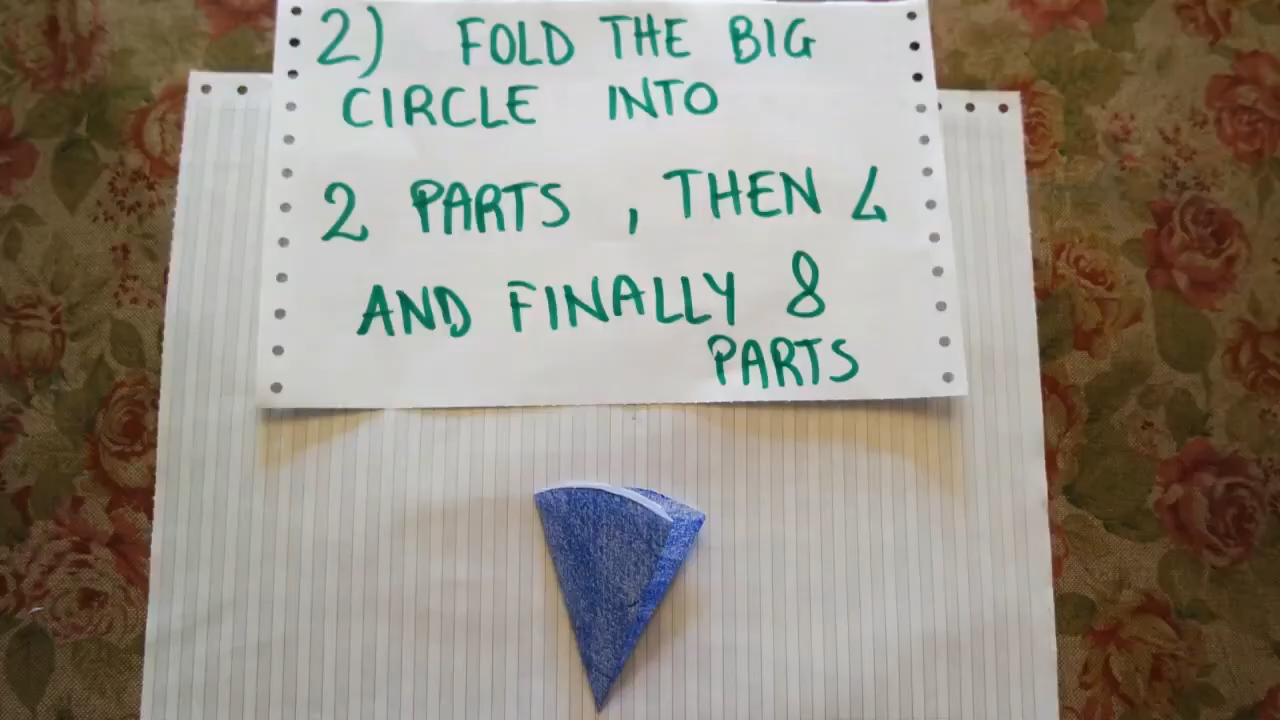 2) FOLD THE BIG
CIRCLE INTO
2 PARTS, THEN 4
AND FINALLY 8
PARTS